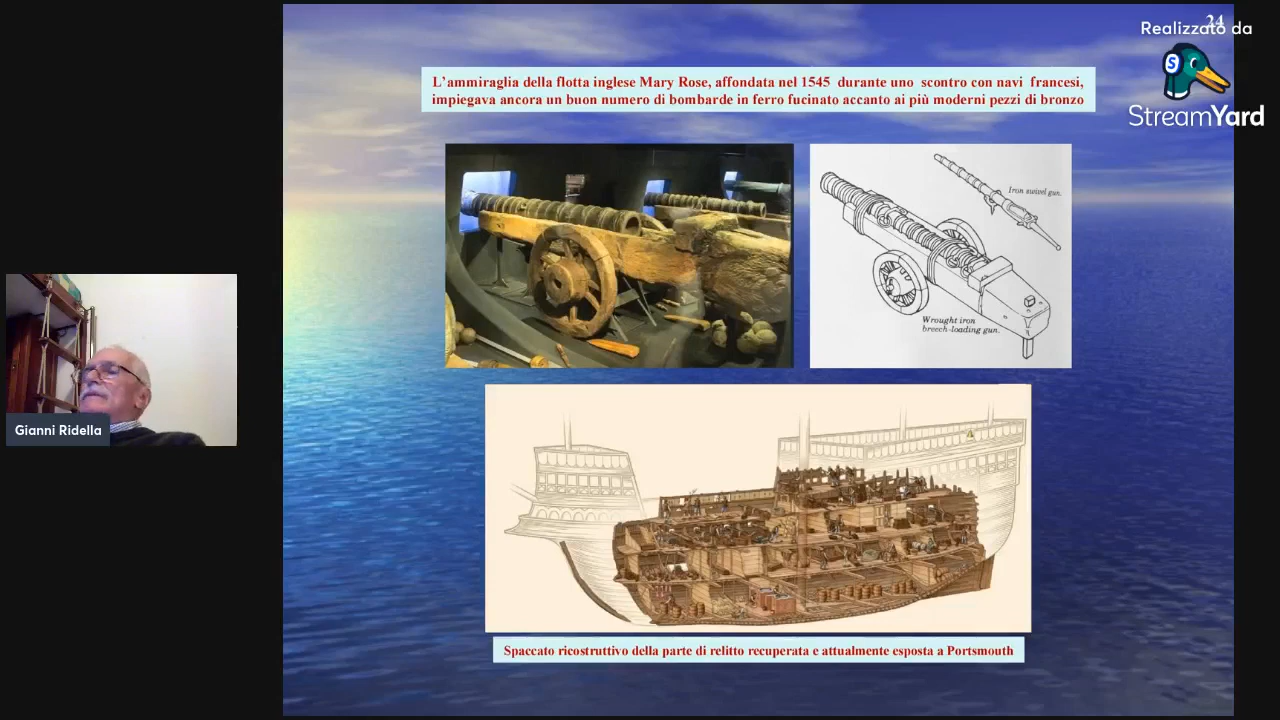 24
Realizzato da
StreamYard
L'ammiraglia della flotta inglese Mary Rose, affondata nel 1545 durante uno scontro con navi francesi,
impiegava ancora un buon numero di bombarde in ferro fucinato accanto ai più moderni pezzi di bronzo
Iron swivel gun.
Wrought iron
breech-loading gun.
Gianni Ridella
Spaccato ricostruttivo della parte di relitto recuperata e attualmente esposta a Portsmouth